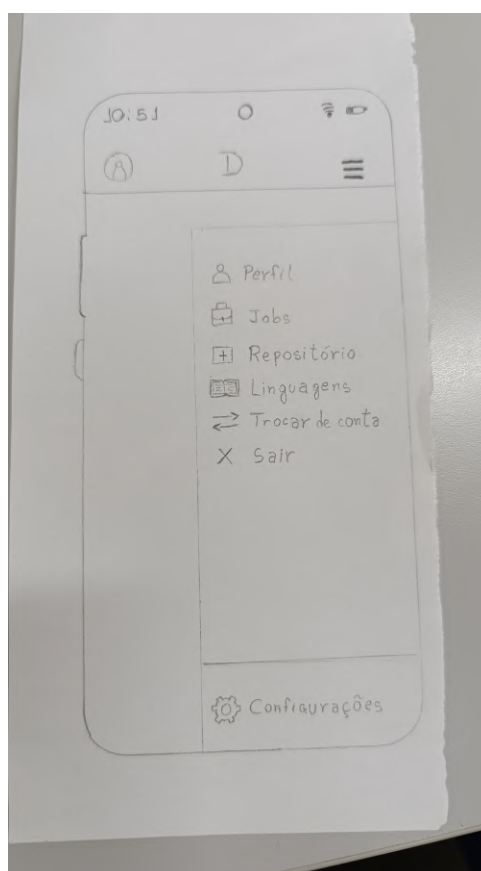 10:51
D
Perfil
Jobs
Repositório
Linguagens
Trocar de conta
Sair
Configurações